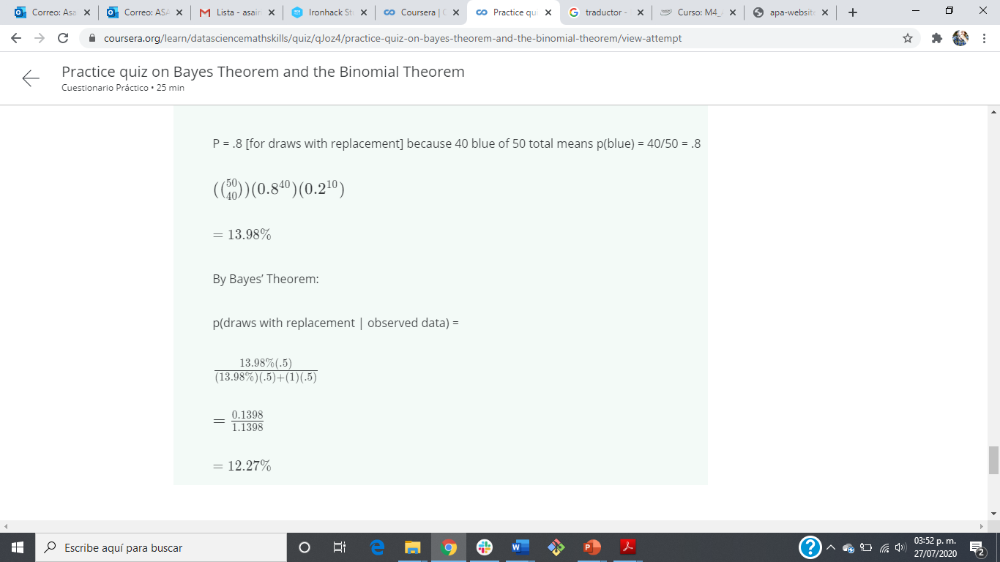 Correo: Asa
Correo: ASA
Lista - asain
Ironhack St
Coursera | C
Practice qu
traductor -
Curso: M4_
apa-website
coursera.org/learn/datasciencemathskills/quiz/qJoz4/practice-quiz-on-bayes-theorem-and-the-binomial-theorem/view-attempt
Practice quiz on Bayes Theorem and the Binomial Theorem
Cuestionario Práctico • 25 min
P = .8 [for draws with replacement] because 40 blue of 50 total means p(blue) = 40/50 = .8
((50 40))(0.8^40)(0.2^10)
= 13.98%
By Bayes’ Theorem:
p(draws with replacement | observed data) =
13.98%(.5)
(13.98%)(.5)+(1)(.5)
= 0.1398
1.1398
= 12.27%
Escribe aquí para buscar
03:52 p. m.
27/07/2020
2